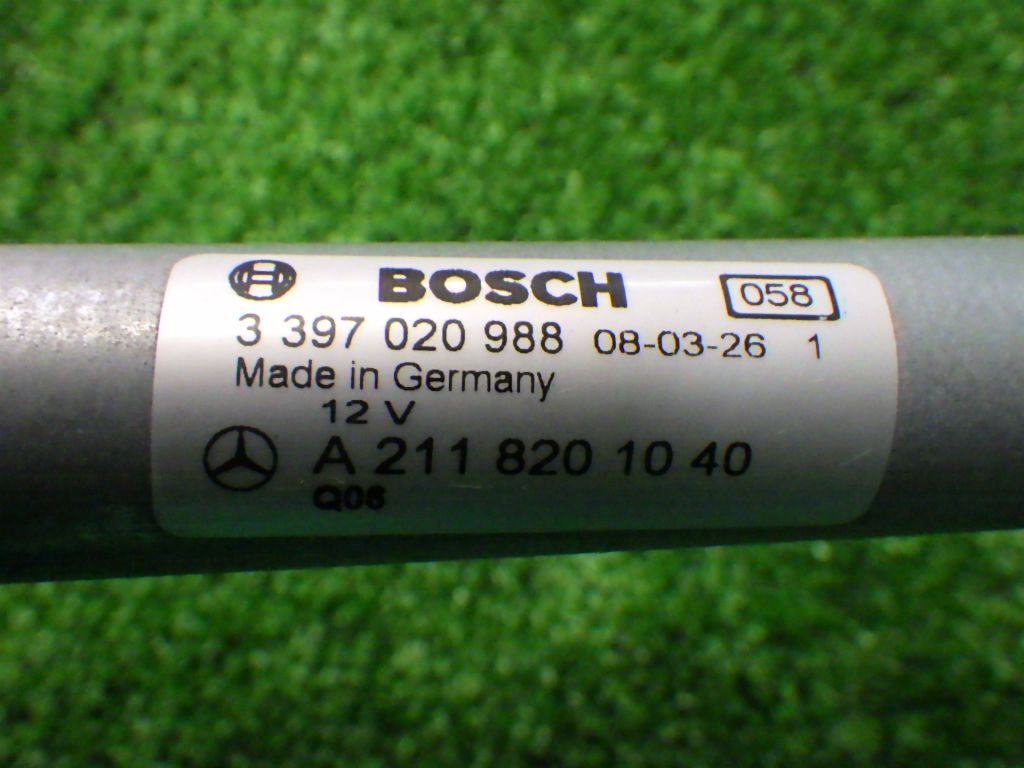 BOSCH 058
3 397 020 988 08-03-26 1
Made in Germany
12 V
A 211 820 10 40
Q06